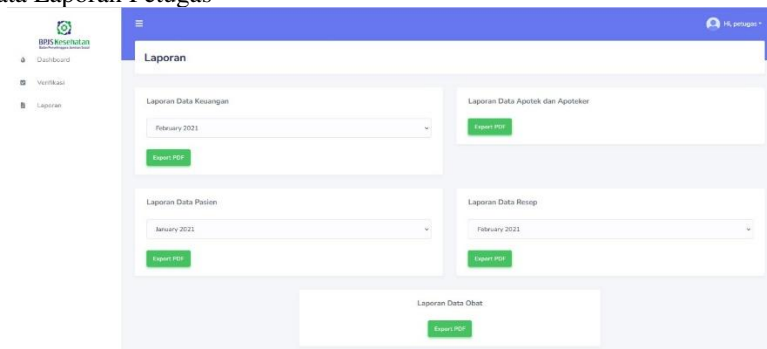 ata Laporan Petugas
Hi, petugas
BPJS Kesehatan
Laporan
Dashboard
Verifikasi
Laporan
Laporan Data Keuangan
February 2021
Export PDF
Laporan Data Apotek dan Apoteker
Export PDF
Laporan Data Pasien
January 2021
Export PDF
Laporan Data Resep
February 2021
Export PDF
Laporan Data Obat
Export PDF